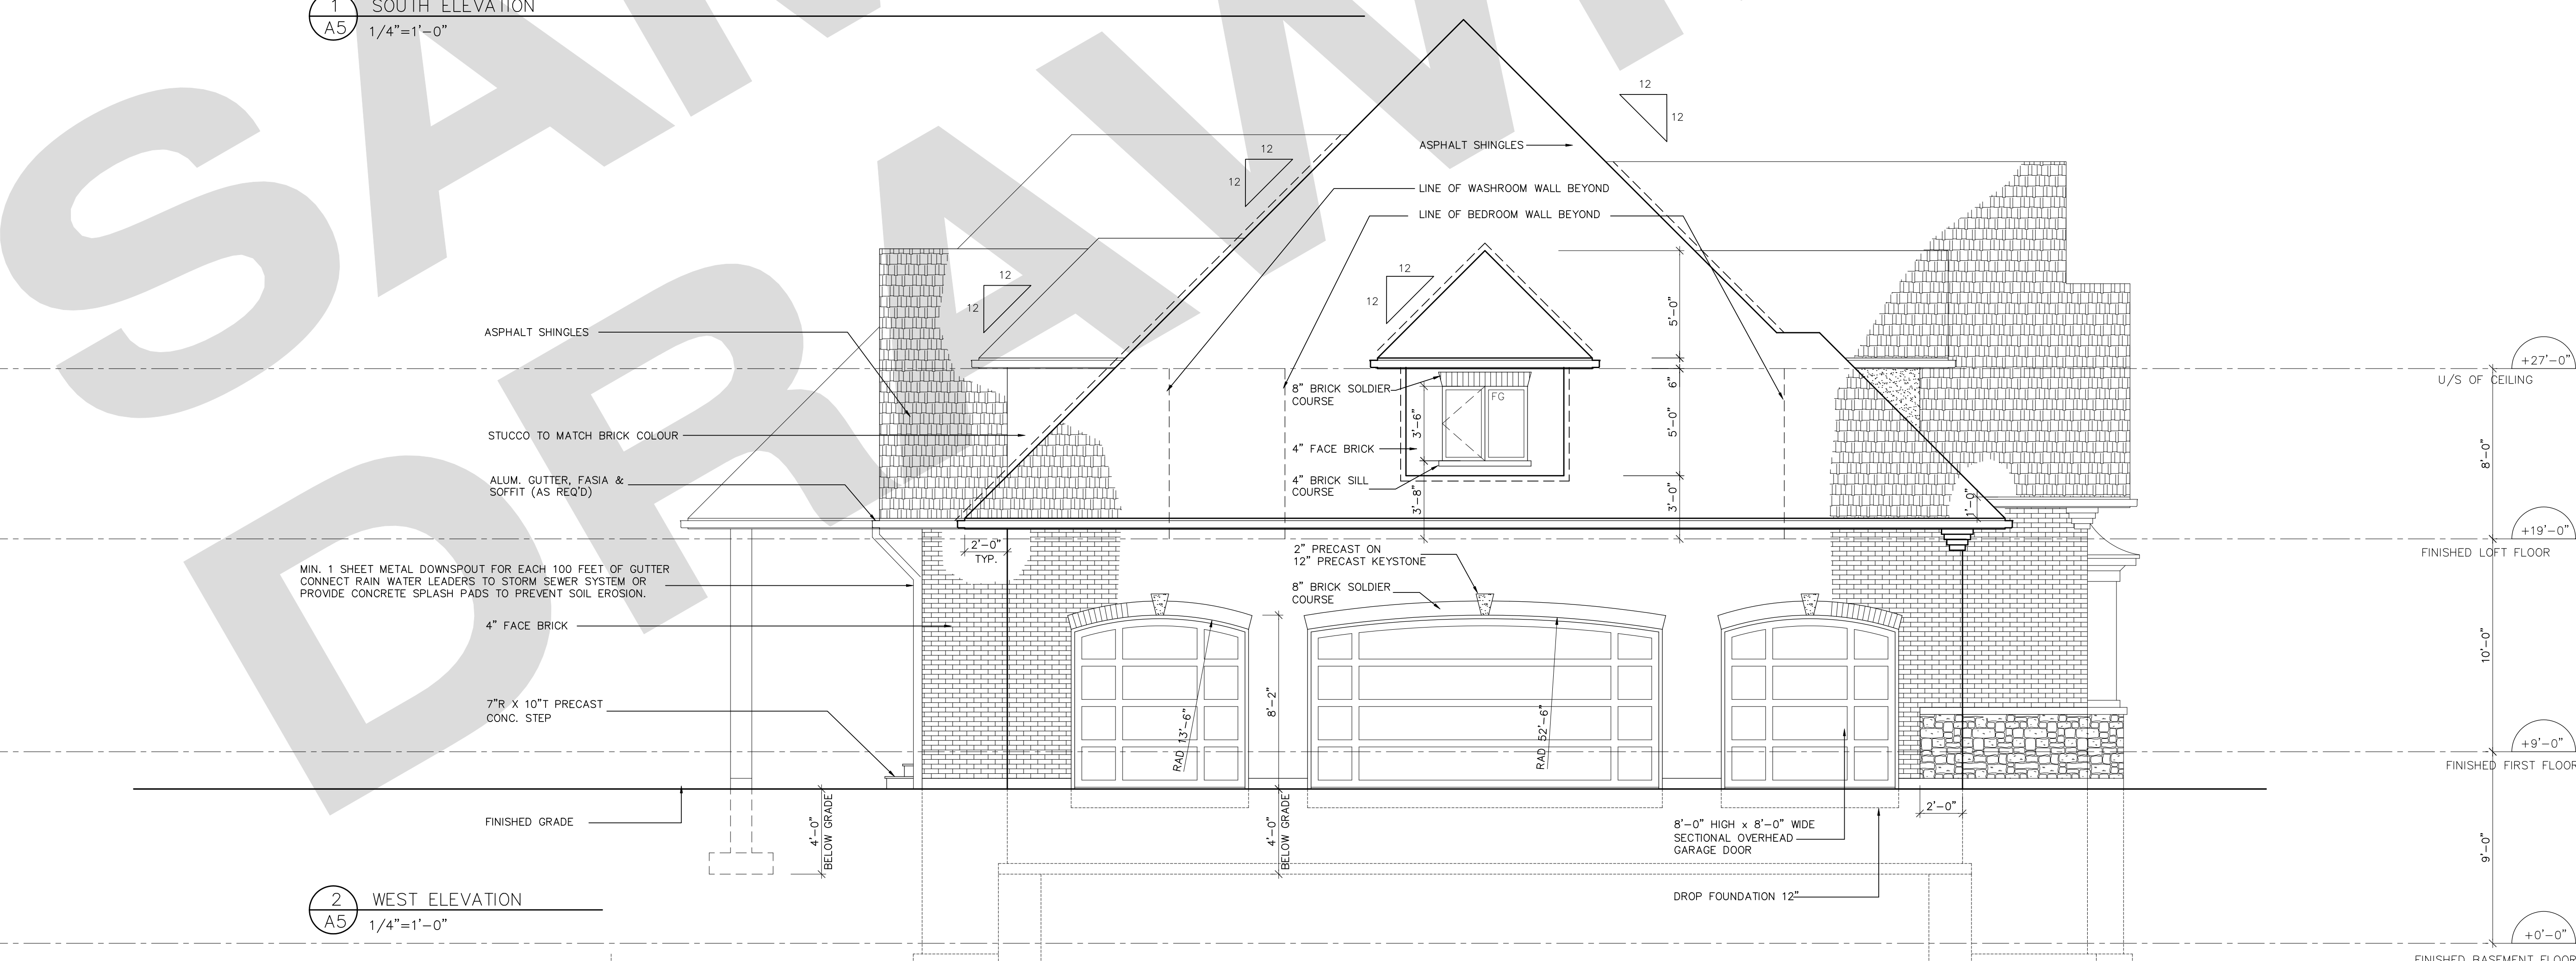 1
A5
SOUTH ELEVATION
1/4"=1'-0"
SAM
DRAWI
12
12
ASPHALT SHINGLES
12
12
LINE OF WASHROOM WALL BEYOND
LINE OF BEDROOM WALL BEYOND
12
12
12
12
5'-0"
ASPHALT SHINGLES
+27'-0"
U/S OF CEILING
8" BRICK SOLDIER
COURSE
FG
6"
3'-6"
5'-0"
STUCCO TO MATCH BRICK COLOUR
4" FACE BRICK
8'-0"
ALUM. GUTTER, FASIA &
SOFFIT (AS REQ'D)
4" BRICK SILL
COURSE
3'-8"
3'-0"
1'-0"
+19'-0"
FINISHED LOFT FLOOR
2'-0"
TYP.
2" PRECAST ON
12" PRECAST KEYSTONE
MIN. 1 SHEET METAL DOWNSPOUT FOR EACH 100 FEET OF GUTTER
CONNECT RAIN WATER LEADERS TO STORM SEWER SYSTEM OR
PROVIDE CONCRETE SPLASH PADS TO PREVENT SOIL EROSION.
8" BRICK SOLDIER
COURSE
4" FACE BRICK
10'-0"
7"R X 10"T PRECAST
CONC. STEP
8'-2"
RAD 13'-6"
RAD 52'-6"
+9'-0"
FINISHED FIRST FLOOR
FINISHED GRADE
4'-0"
BELOW GRADE
4'-0"
BELOW GRADE
2'-0"
8'-0" HIGH x 8'-0" WIDE
SECTIONAL OVERHEAD
GARAGE DOOR
9'-0"
DROP FOUNDATION 12"
2
A5
WEST ELEVATION
1/4"=1'-0"
+0'-0"
FINISHED BASEMENT FLOOR